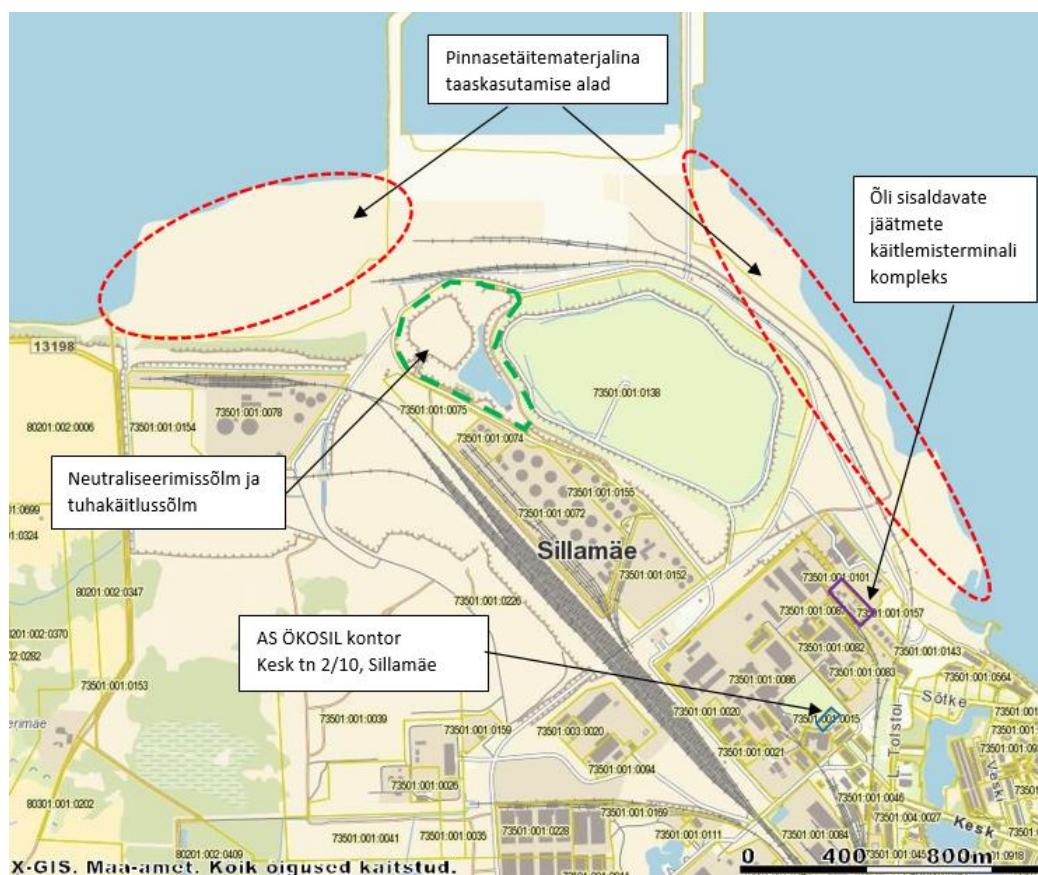 Pinnasetäitematerjalina
taaskasutamise alad
Õli sisaldavate
jäätmete
käitlemisterminali
kompleks
13198
73501:001:0138
73501:001:0078
73501:001:0075
80201:002:0006
73501:001:0154
73501:001:0074
Neutraliseerimissõlm ja
tuhakäitlussõlm
73501:001:0155
73501:001:0072
Sillamäe
73501:001:0152
73501:001:0101
73501:001:0157
80201:002:0347
73501:001:0226
73501:001:0082
73501:001:0143
AS ÖKOSIL kontor
Kesk tn 2/10, Sillamäe
73501:001:0083
73501:001:0564
73501:001:0086
80201:001:0153
Sõtke
73501:001:0039
73501:001:0020
73501:001:0015
73501:001:0159
73501:003:0020
L. Tolstoi
73501:001:0021
73501:001:0094
Veski
73501:001:0026
80301:001:0202
73501:001:0046
73501:001:0169
73501:004:0027
Kesk
73501:001:0041
73501:001:0035
73501:001:0228
73501:001:0111
73501:001:0084
80201:002:0409
X-GIS. Maa-amet. Kõik õigused kaitstud.
0 400 800m